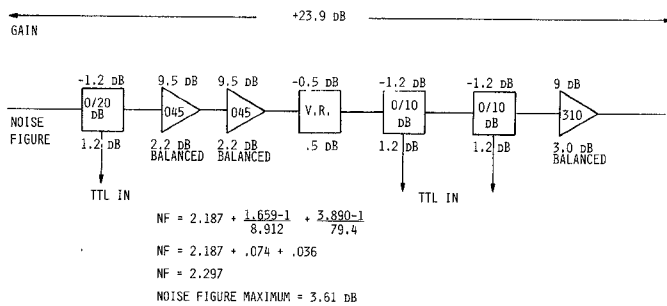 +23.9 dB
GAIN
-1.2 dB 9.5 dB 9.5 dB -0.5 dB -1.2 dB -1.2 dB 9 dB
0/20 dB 045 045 V.R. 0/10 dB 0/10 dB 310
NOISE FIGURE
1.2 dB 2.2 dB 2.2 dB .5 dB 1.2 dB 1.2 dB 3.0 dB
BALANCED BALANCED BALANCED
TTL IN TTL IN
NF = 2.187 + 1.659-1/8.912 + 3.890-1/79.4
NF = 2.187 + .074 + .036
NF = 2.297
NOISE FIGURE MAXIMUM = 3.61 dB